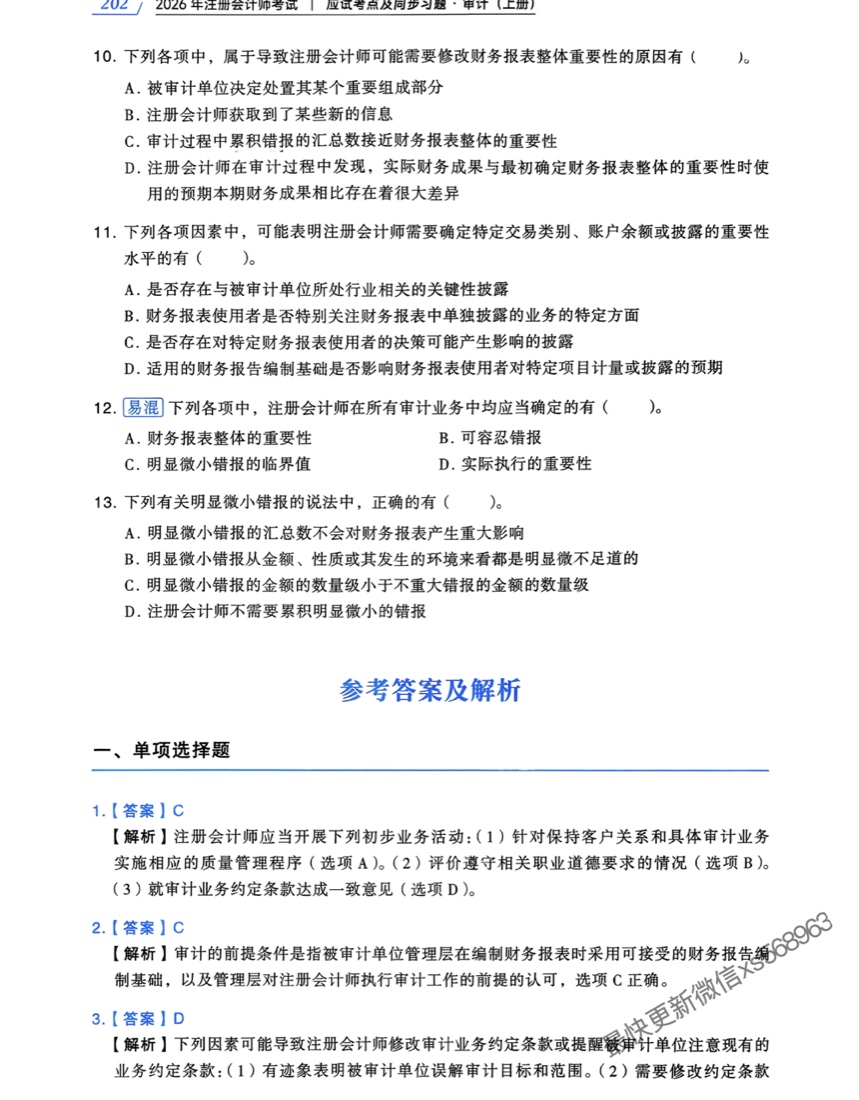 202 / 2026年注册会计师考试 | 应试考点及同步习题·审计(上册)
10. 下列各项中，属于导致注册会计师可能需要修改财务报表整体重要性的原因有（　　）。
A. 被审计单位决定处置其某个重要组成部分
B. 注册会计师获取到了某些新的信息
C. 审计过程中累积错报的汇总数接近财务报表整体的重要性
D. 注册会计师在审计过程中发现，实际财务成果与最初确定财务报表整体的重要性时使
用的预期本期财务成果相比存在着很大差异
11. 下列各项因素中，可能表明注册会计师需要确定特定交易类别、账户余额或披露的重要性
水平的有（　　）。
A. 是否存在与被审计单位所处行业相关的关键性披露
B. 财务报表使用者是否特别关注财务报表中单独披露的业务的特定方面
C. 是否存在对特定财务报表使用者的决策可能产生影响的披露
D. 适用的财务报告编制基础是否影响财务报表使用者对特定项目计量或披露的预期
12. 易混 下列各项中，注册会计师在所有审计业务中均应当确定的有（　　）。
A. 财务报表整体的重要性　　B. 可容忍错报
C. 明显微小错报的临界值　　D. 实际执行的重要性
13. 下列有关明显微小错报的说法中，正确的有（　　）。
A. 明显微小错报的汇总数不会对财务报表产生重大影响
B. 明显微小错报从金额、性质或其发生的环境来看都是明显微不足道的
C. 明显微小错报的金额的数量级小于不重大错报的金额的数量级
D. 注册会计师不需要累积明显微小的错报
参考答案及解析
一、单项选择题
1.【答案】C
【解析】注册会计师应当开展下列初步业务活动：（1）针对保持客户关系和具体审计业务
实施相应的质量管理程序（选项A）。（2）评价遵守相关职业道德要求的情况（选项B）。
（3）就审计业务约定条款达成一致意见（选项D）。
2.【答案】C
【解析】审计的前提条件是指被审计单位管理层在编制财务报表时采用可接受的财务报告编
制基础，以及管理层对注册会计师执行审计工作的前提的认可，选项C正确。
3.【答案】D
【解析】下列因素可能导致注册会计师修改审计业务约定条款或提醒被审计单位注意现有的
业务约定条款：（1）有迹象表明被审计单位误解审计目标和范围。（2）需要修改约定条款
最快更新微信xs568963